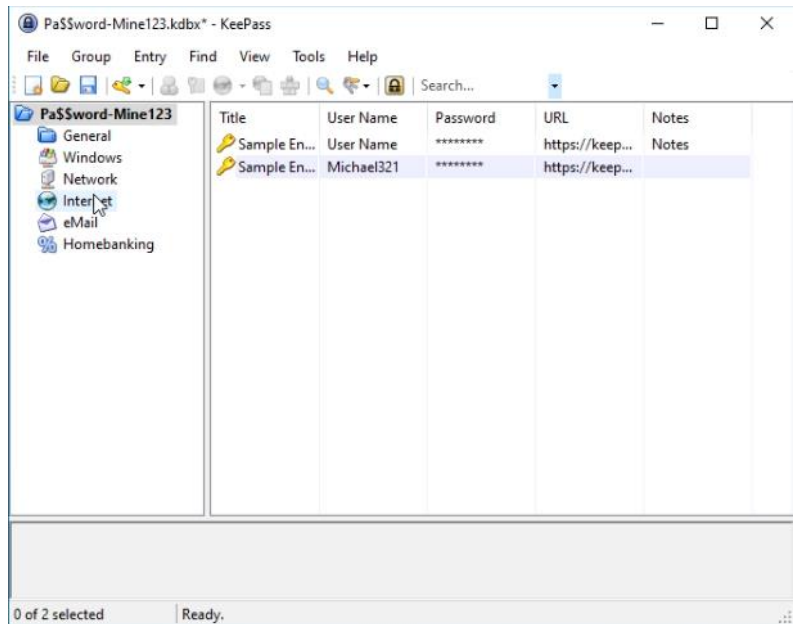 Pa$$word-Mine123.kdbx* - KeePass
File Group Entry Find View Tools Help
Search...
Pa$$word-Mine123
General
Windows
Network
Internet
eMail
Homebanking
Title User Name Password URL Notes
Sample En... User Name ******** https://keep... Notes
Sample En... Michael321 ******** https://keep...
0 of 2 selected Ready.